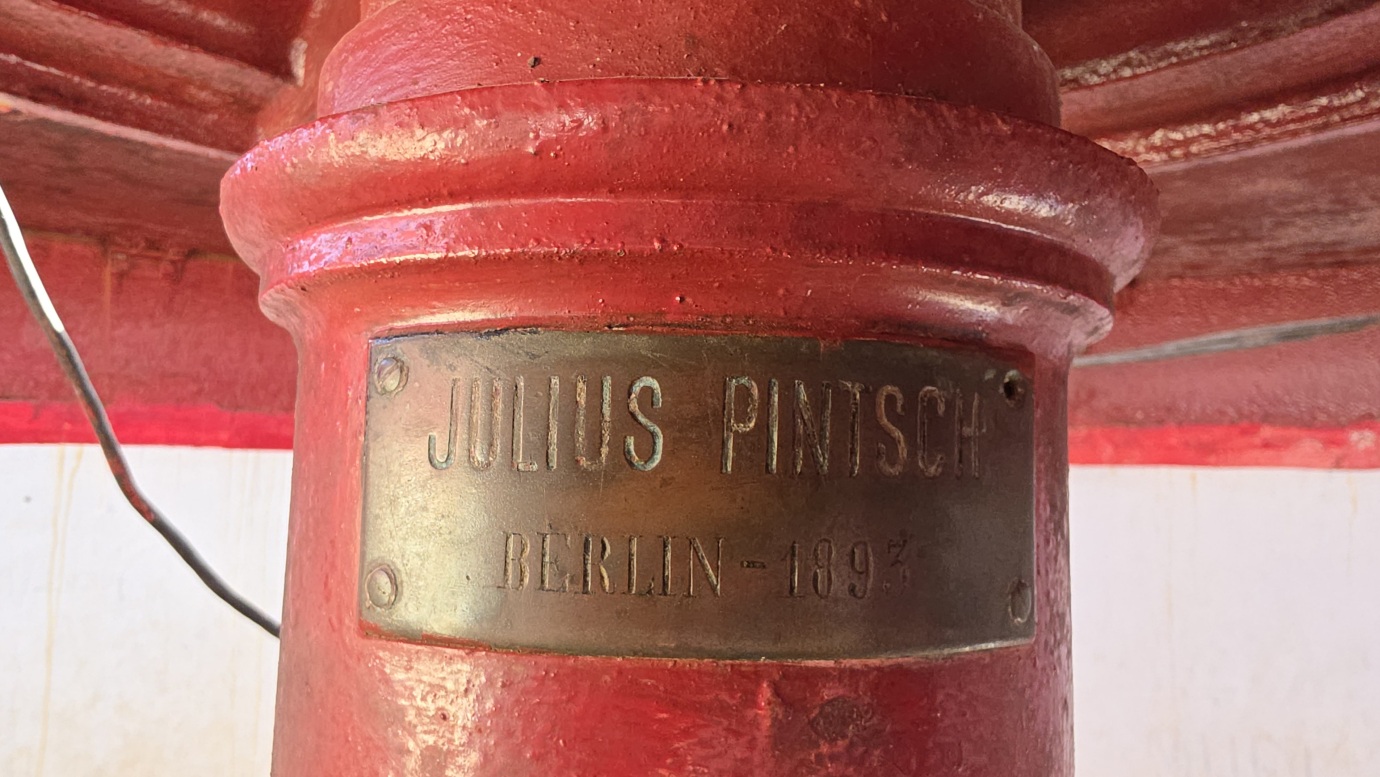 JULIUS PINTSCH
BERLIN - 1893